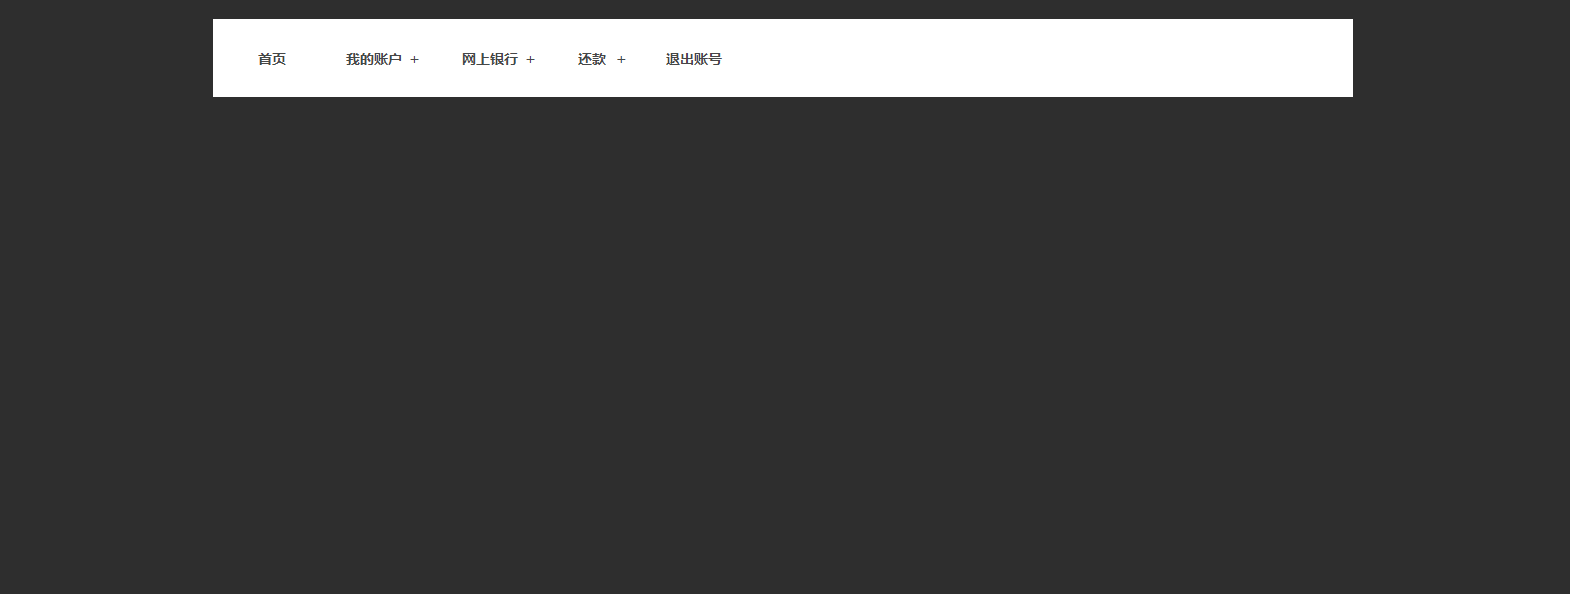 首页 我的账户 + 网上银行 + 还款 + 退出账号